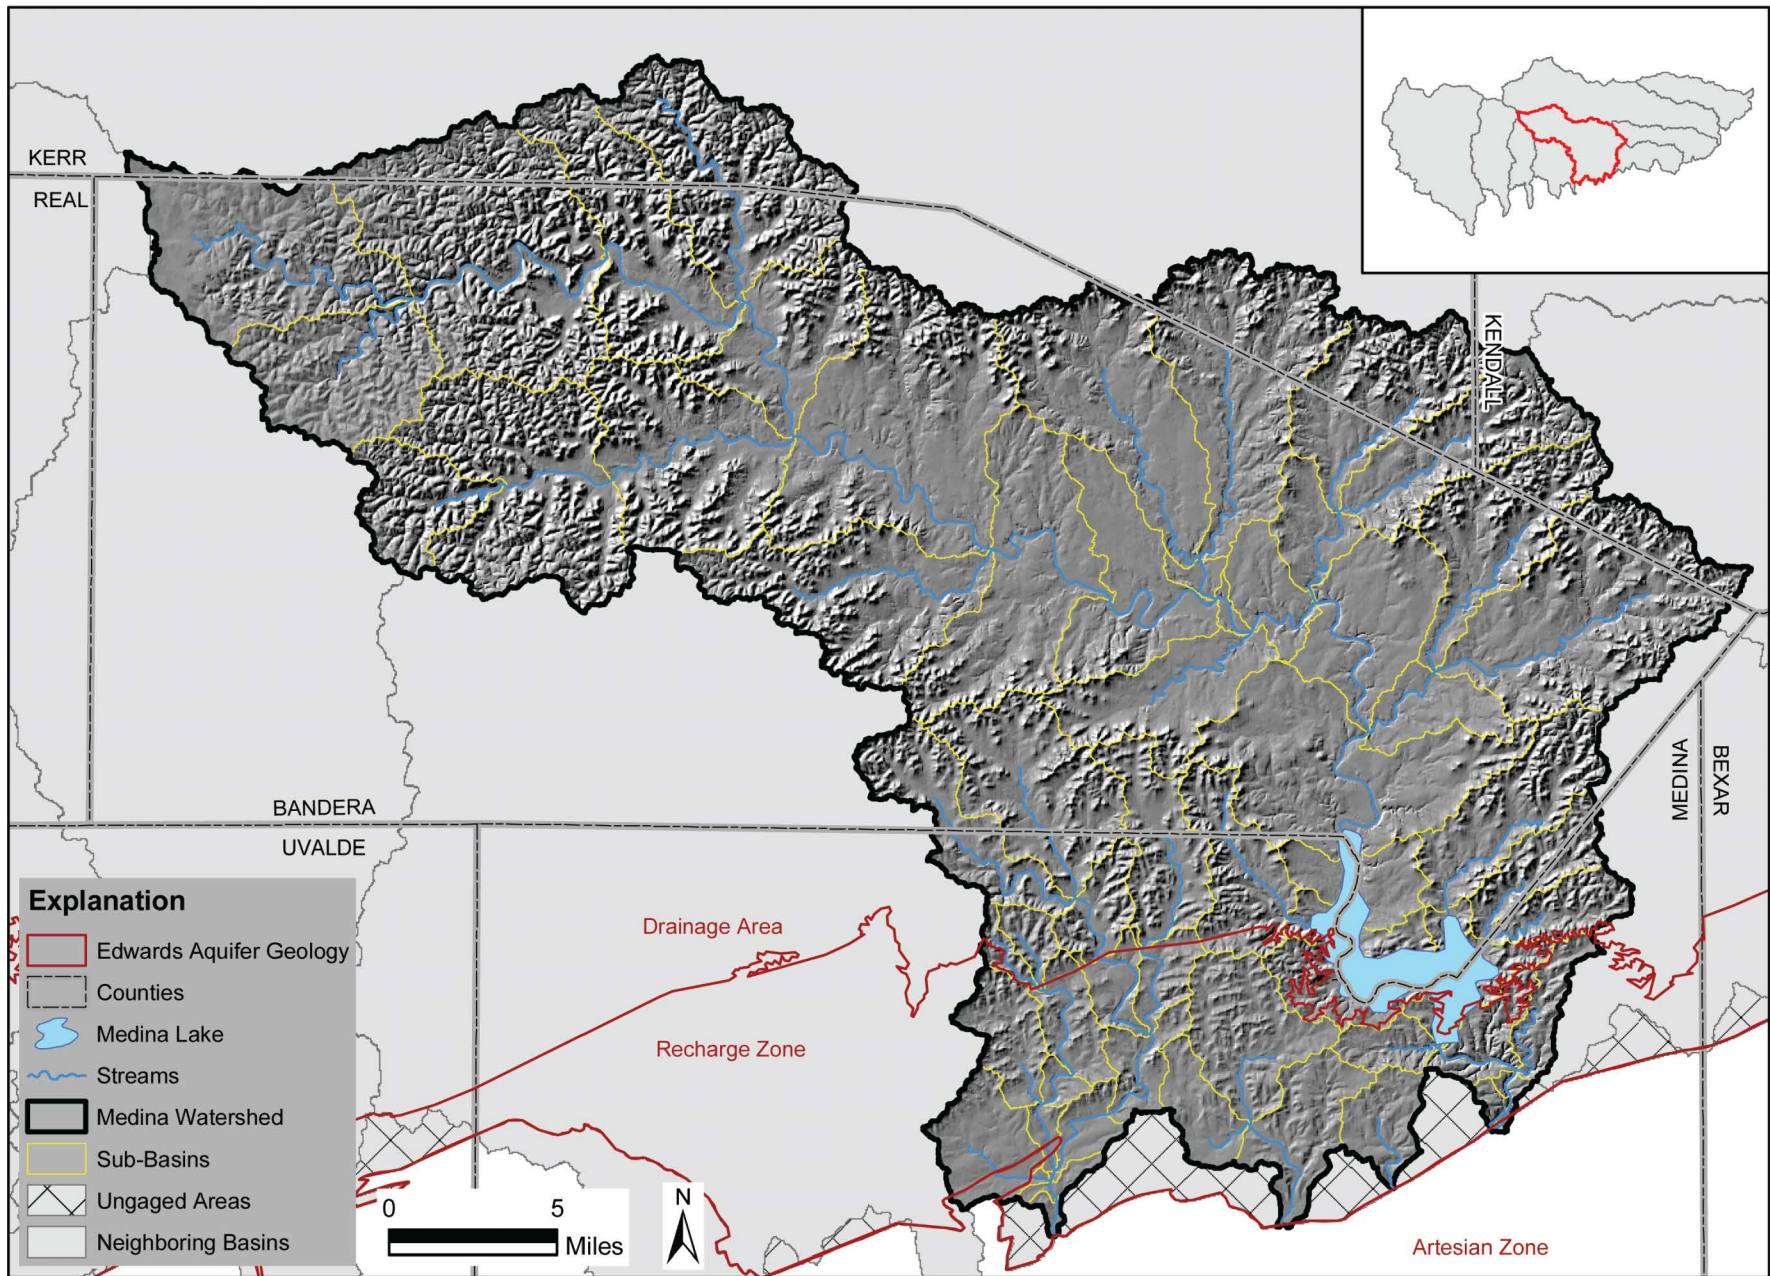 KERR
REAL
KENDALL
BANDERA
UVALDE
MEDINA
BEXAR
Drainage Area
Recharge Zone
Artesian Zone
Explanation
Edwards Aquifer Geology
Counties
Medina Lake
Streams
Medina Watershed
Sub-Basins
Ungaged Areas
Neighboring Basins
0 5
Miles
N